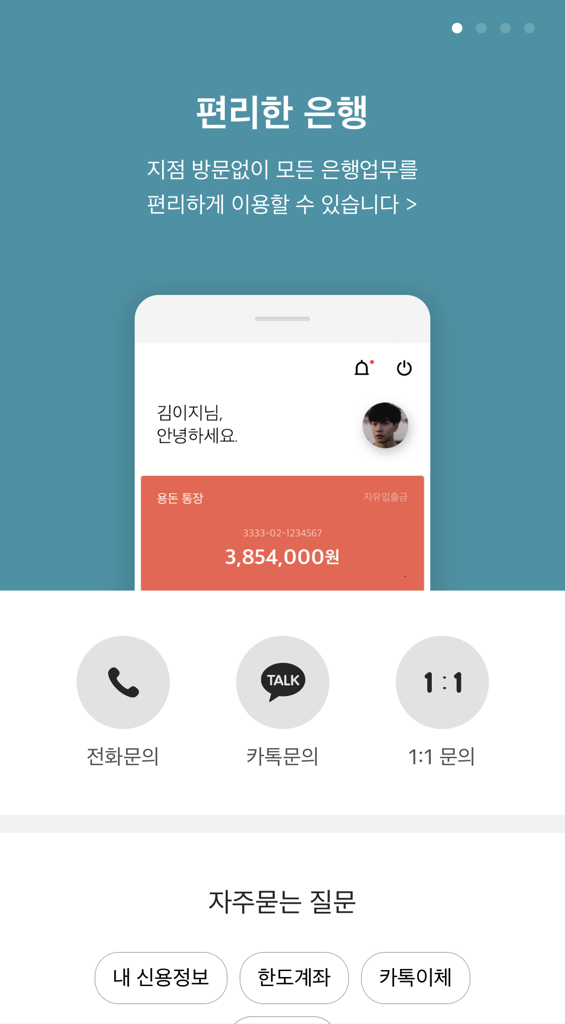 편리한 은행
지점 방문없이 모든 은행업무를
편리하게 이용할 수 있습니다 >
김이지님,
안녕하세요.
용돈 통장
자유입출금
3333-02-1234567
3,854,000원
TALK
1:1
전화문의
카톡문의
1:1 문의
자주묻는 질문
내 신용정보
한도계좌
카톡이체